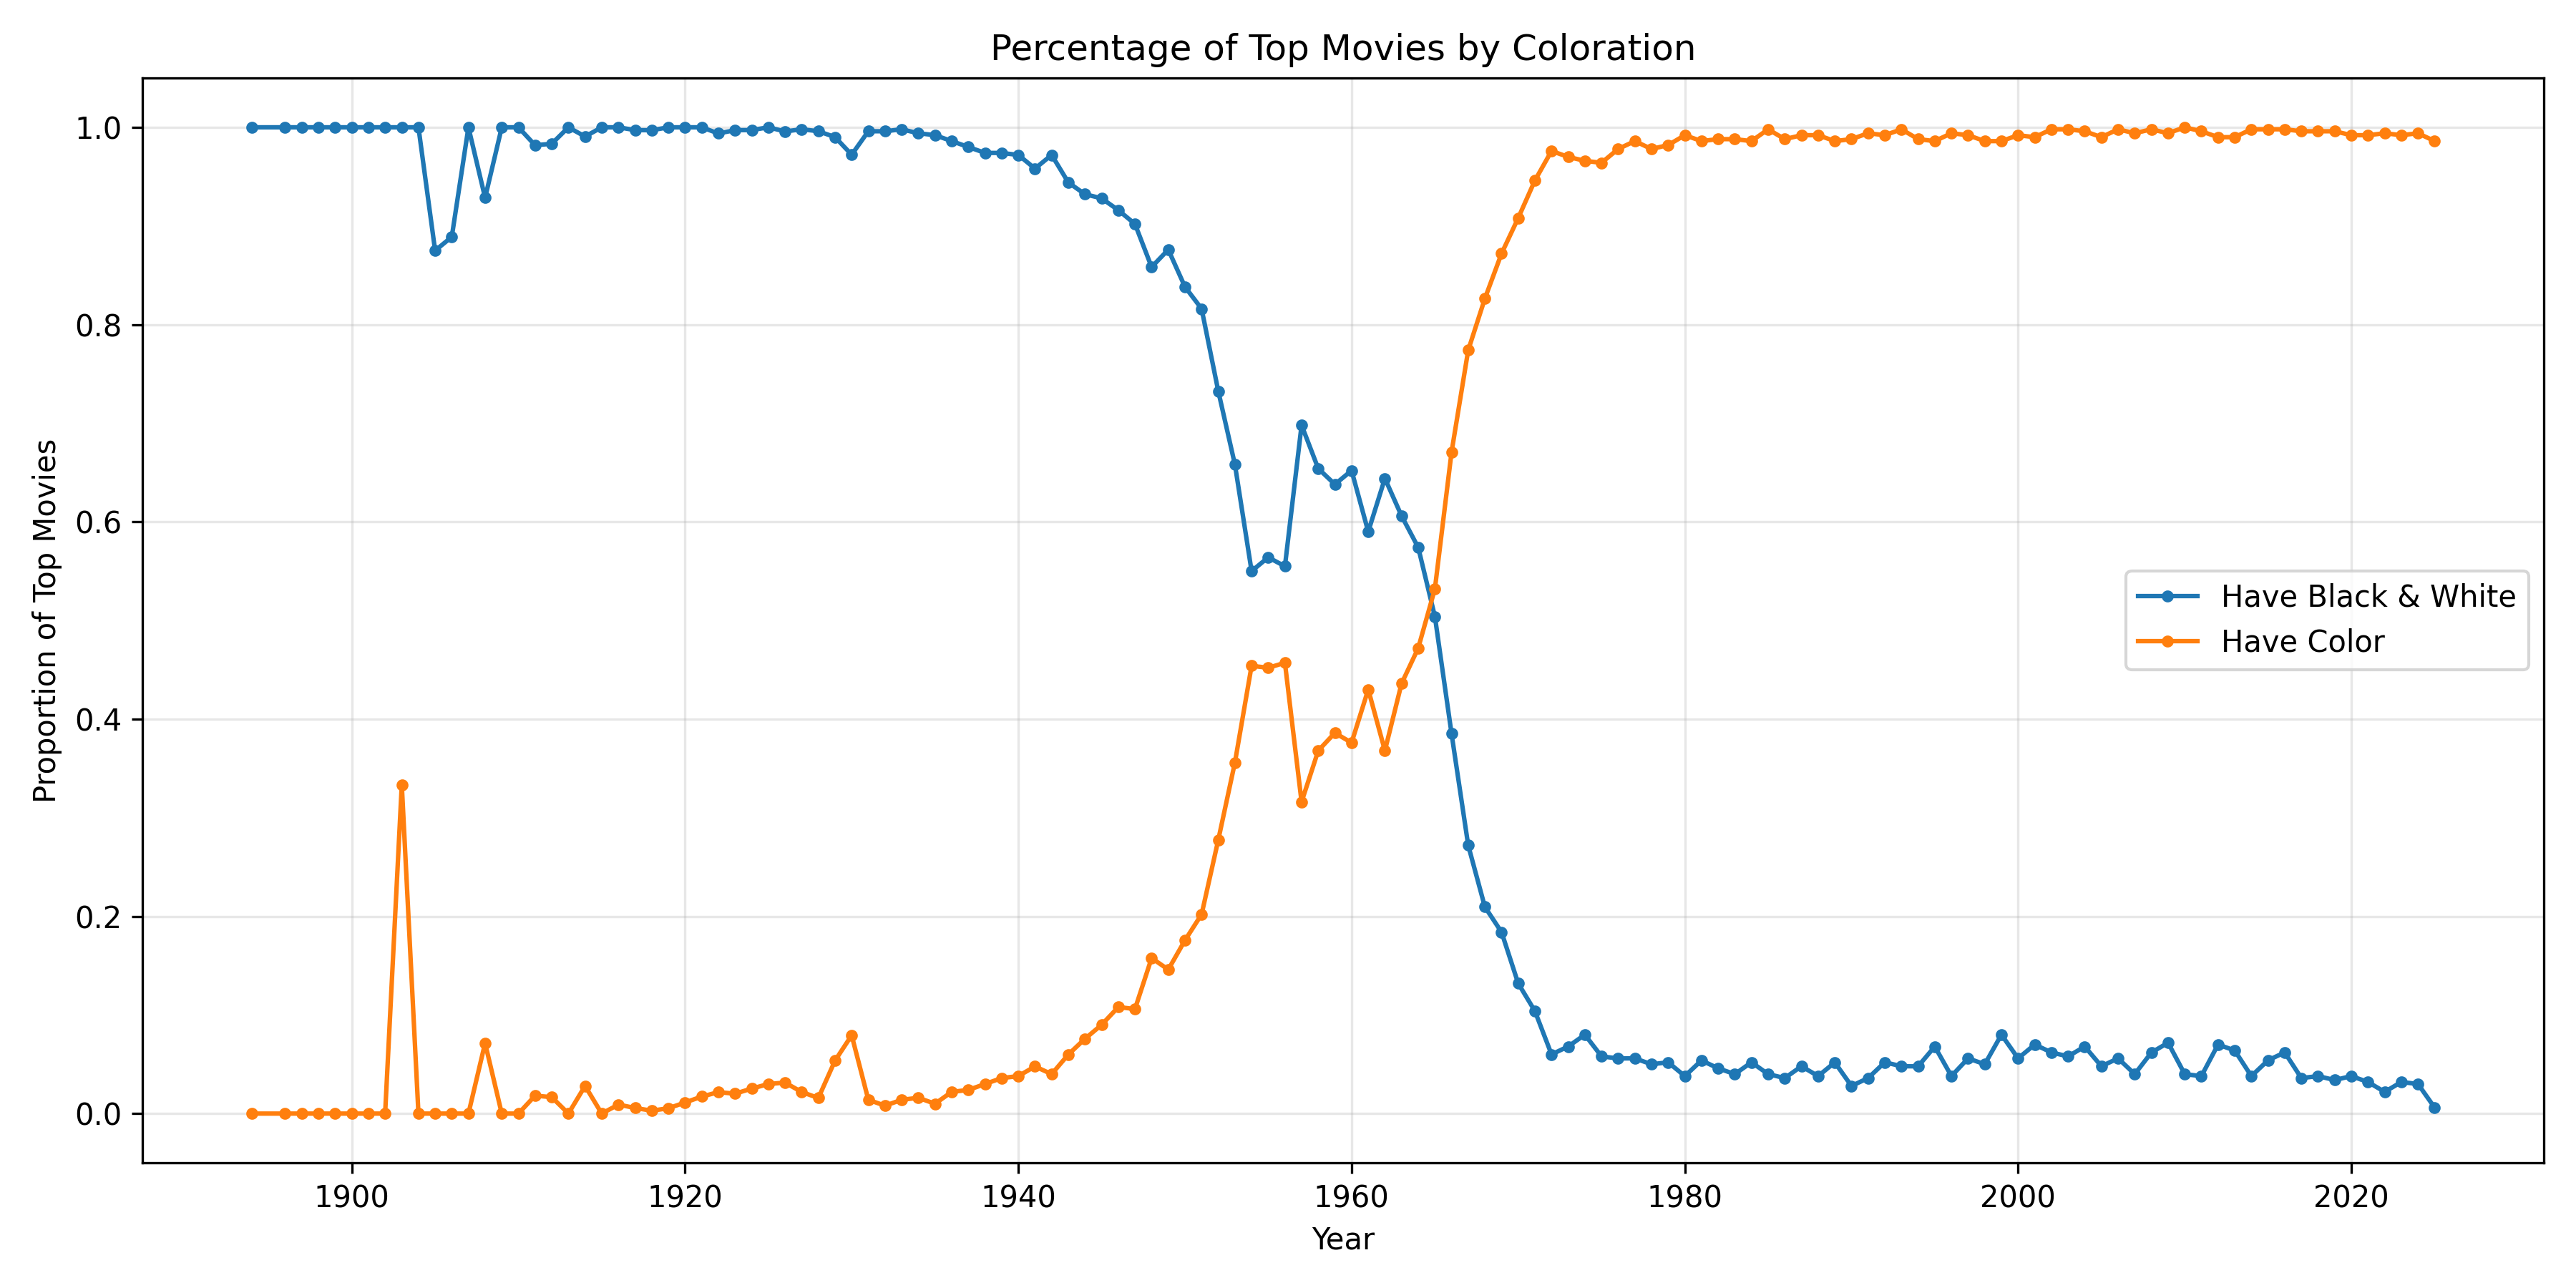 Percentage of Top Movies by Coloration
Proportion of Top Movies
1.0
0.8
0.6
0.4
0.2
0.0
Have Black & White
Have Color
1900 1920 1940 1960 1980 2000 2020
Year